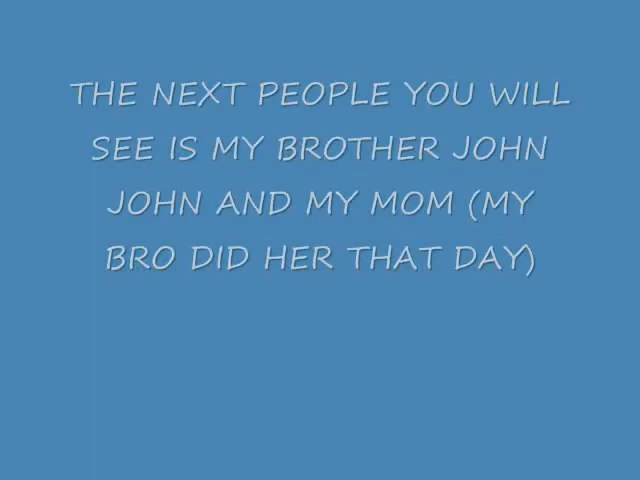 THE NEXT PEOPLE YOU WILL
SEE IS MY BROTHER JOHN
JOHN AND MY MOM (MY
BRO DID HER THAT DAY)